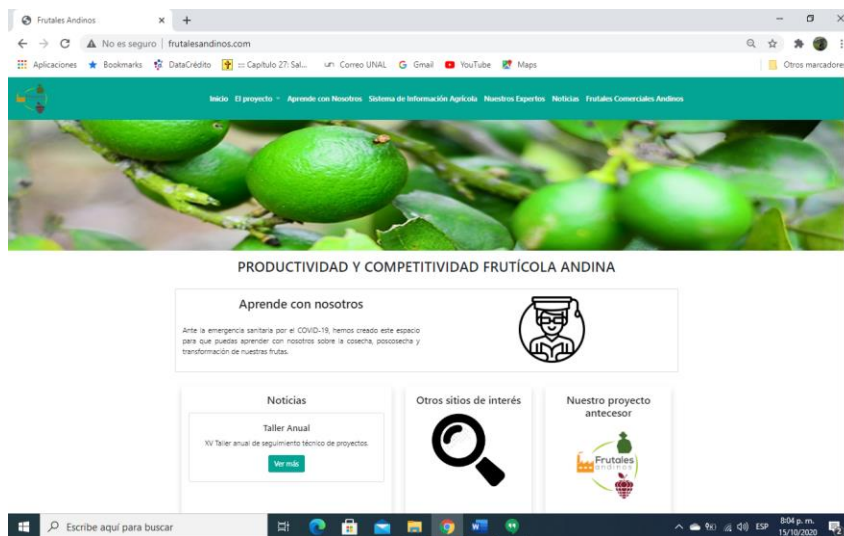 Frutales Andinos
No es seguro | frutalesandinos.com
Aplicaciones
Bookmarks
DataCrédito
::: Capitulo 27: Sal...
Correo UNAL
Gmail
YouTube
Maps
Otros marcadore
Inicio El proyecto Aprende con Nosotros Sistema de Información Agrícola Nuestros Expertos Noticias Frutales Comerciales Andinos
PRODUCTIVIDAD Y COMPETITIVIDAD FRUTÍCOLA ANDINA
Aprende con nosotros
Ante la emergencia sanitaria por el COVID-19, hemos creado este espacio
para que puedas aprender con nosotros sobre la cosecha, poscosecha y
transformación de nuestras frutas.
Noticias
Taller Anual
XV Taller anual de seguimiento técnico de proyectos.
Ver más
Otros sitios de interés
Nuestro proyecto
antecesor
Frutales
andinos
Escribe aquí para buscar
ESP
8:04 p. m.
15/10/2020